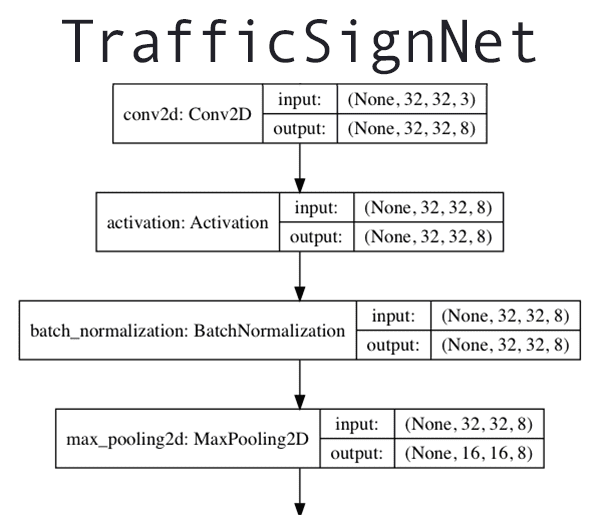 TrafficSignNet
conv2d: Conv2D
input: (None, 32, 32, 3)
output: (None, 32, 32, 8)
activation: Activation
input: (None, 32, 32, 8)
output: (None, 32, 32, 8)
batch_normalization: BatchNormalization
input: (None, 32, 32, 8)
output: (None, 32, 32, 8)
max_pooling2d: MaxPooling2D
input: (None, 32, 32, 8)
output: (None, 16, 16, 8)